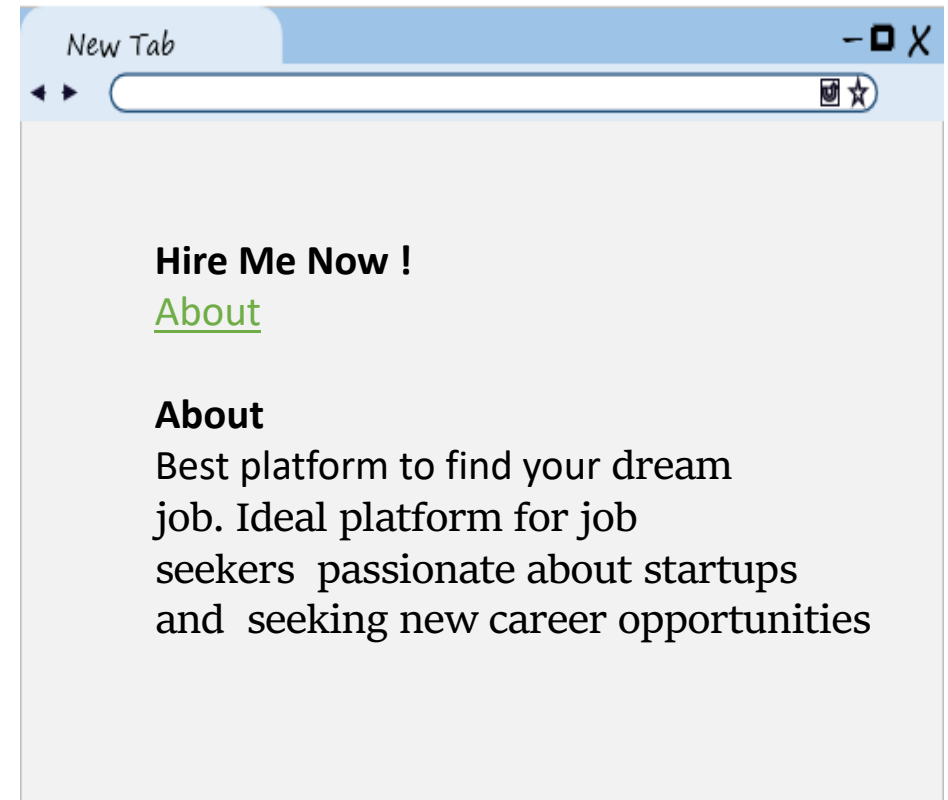 New Tab
Hire Me Now !
About
About
Best platform to find your dream
job. Ideal platform for job
seekers  passionate about startups
and  seeking new career opportunities